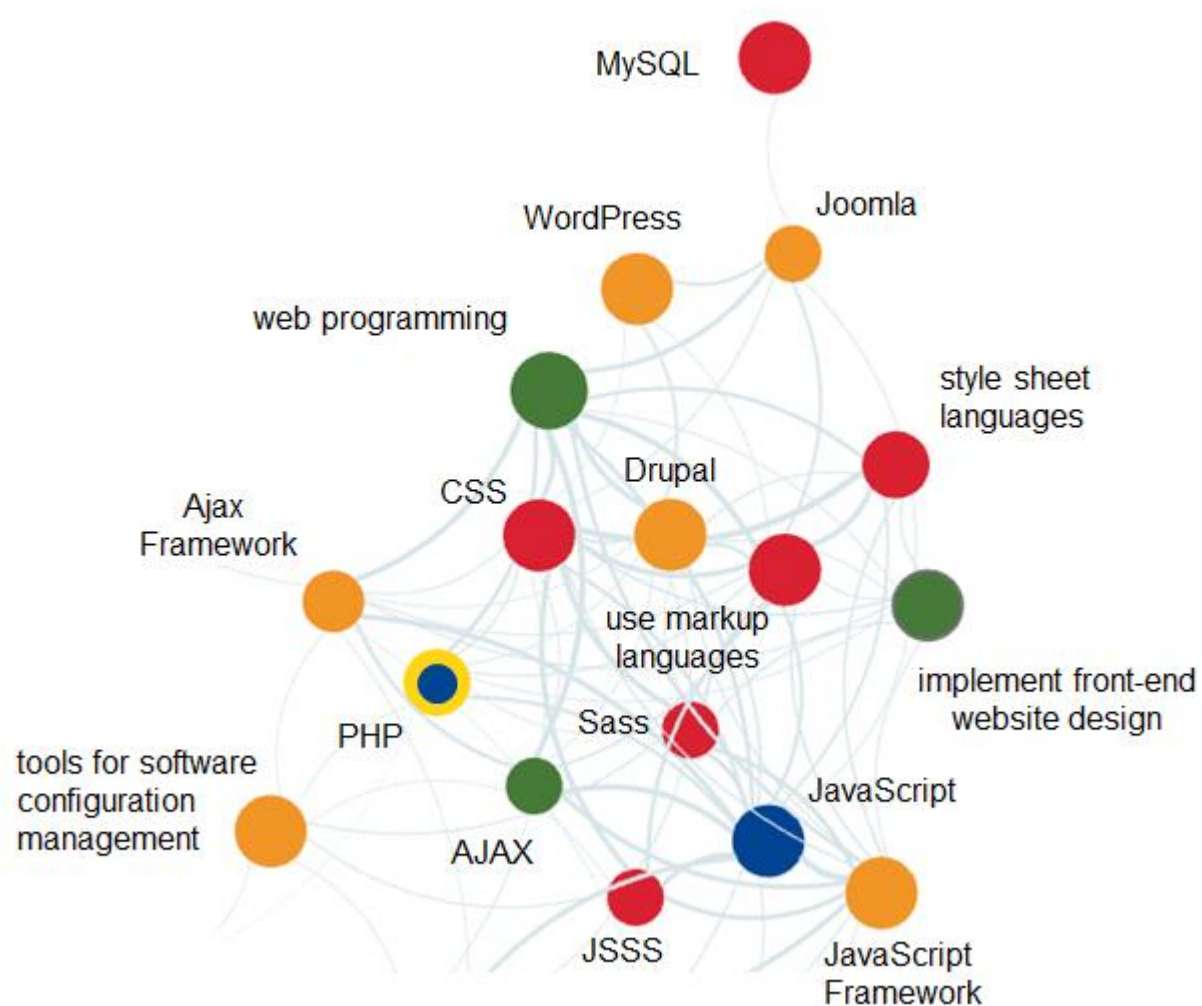 MySQL
Joomla
WordPress
web programming
style sheet
languages
Drupal
CSS
Ajax
Framework
use markup
languages
implement front-end
website design
Sass
PHP
tools for software
configuration
management
JavaScript
AJAX
JSSS
JavaScript
Framework